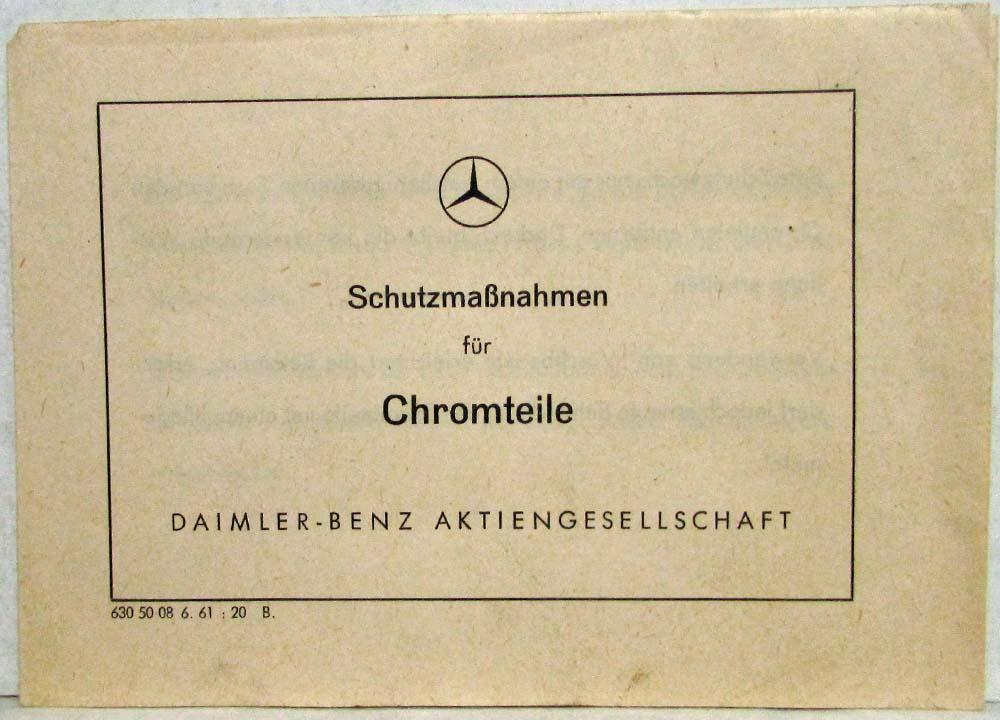 Schutzmaßnahmen
für
Chromteile
DAIMLER-BENZ AKTIENGESELLSCHAFT
630 50 08 6. 61 : 20 B.